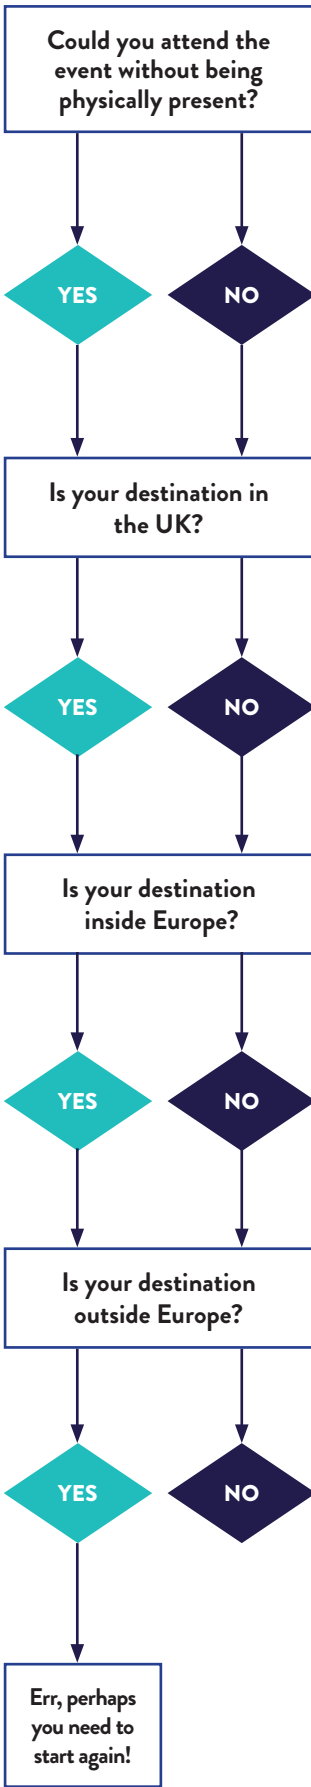 Could you attend the
event without being
physically present?
YES
NO
Is your destination in
the UK?
YES
NO
Is your destination
inside Europe?
YES
NO
Is your destination
outside Europe?
YES
NO
Err, perhaps
you need to
start again!